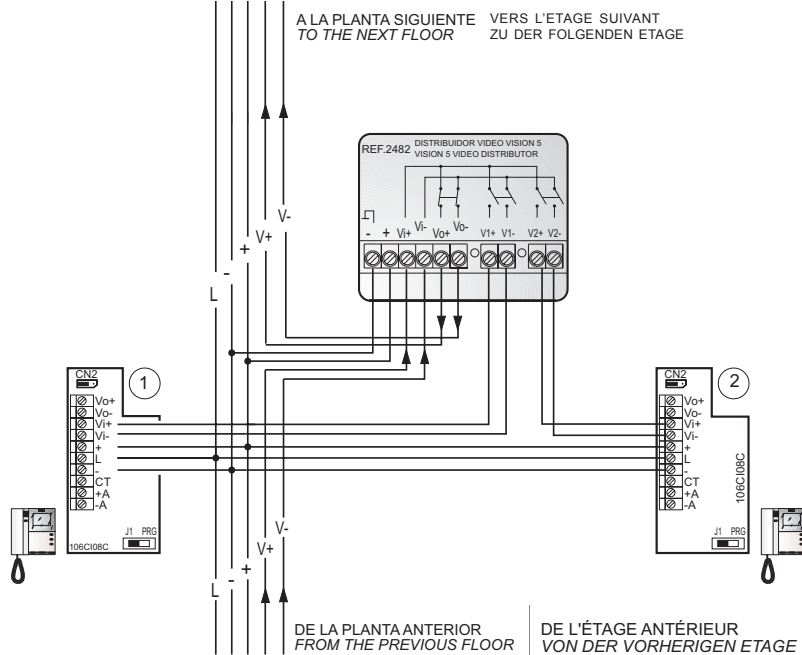 A LA PLANTA SIGUIENTE VERS L'ETAGE SUIVANT
TO THE NEXT FLOOR ZU DER FOLGENDEN ETAGE
REF.2482 DISTRIBUIDOR VIDEO VISION 5
VISION 5 VIDEO DISTRIBUTOR
- + Vi+ Vi- Vo+ Vo- V1+ V1- V2+ V2-
V-
V+
+
-
L
CN2
1
Vo+
Vo-
Vi+
Vi-
+
L
-
CT
+A
-A
J1 PRG
106CI08C
CN2
2
Vo+
Vo-
Vi+
Vi-
+
L
-
CT
+A
-A
106CI08C
J1 PRG
V-
V+
+
-
L
DE LA PLANTA ANTERIOR DE L'ÉTAGE ANTÉRIEUR
FROM THE PREVIOUS FLOOR VON DER VORHERIGEN ETAGE